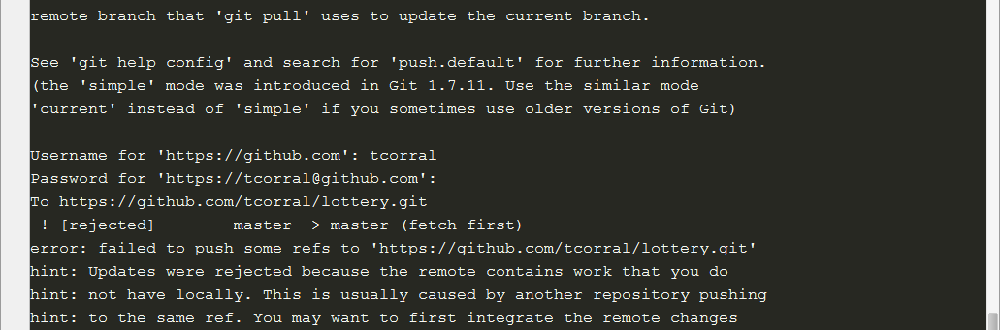 remote branch that 'git pull' uses to update the current branch.
See 'git help config' and search for 'push.default' for further information.
(the 'simple' mode was introduced in Git 1.7.11. Use the similar mode
'current' instead of 'simple' if you sometimes use older versions of Git)
Username for 'https://github.com': tcorral
Password for 'https://tcorral@github.com':
To https://github.com/tcorral/lottery.git
! [rejected]        master -> master (fetch first)
error: failed to push some refs to 'https://github.com/tcorral/lottery.git'
hint: Updates were rejected because the remote contains work that you do
hint: not have locally. This is usually caused by another repository pushing
hint: to the same ref. You may want to first integrate the remote changes